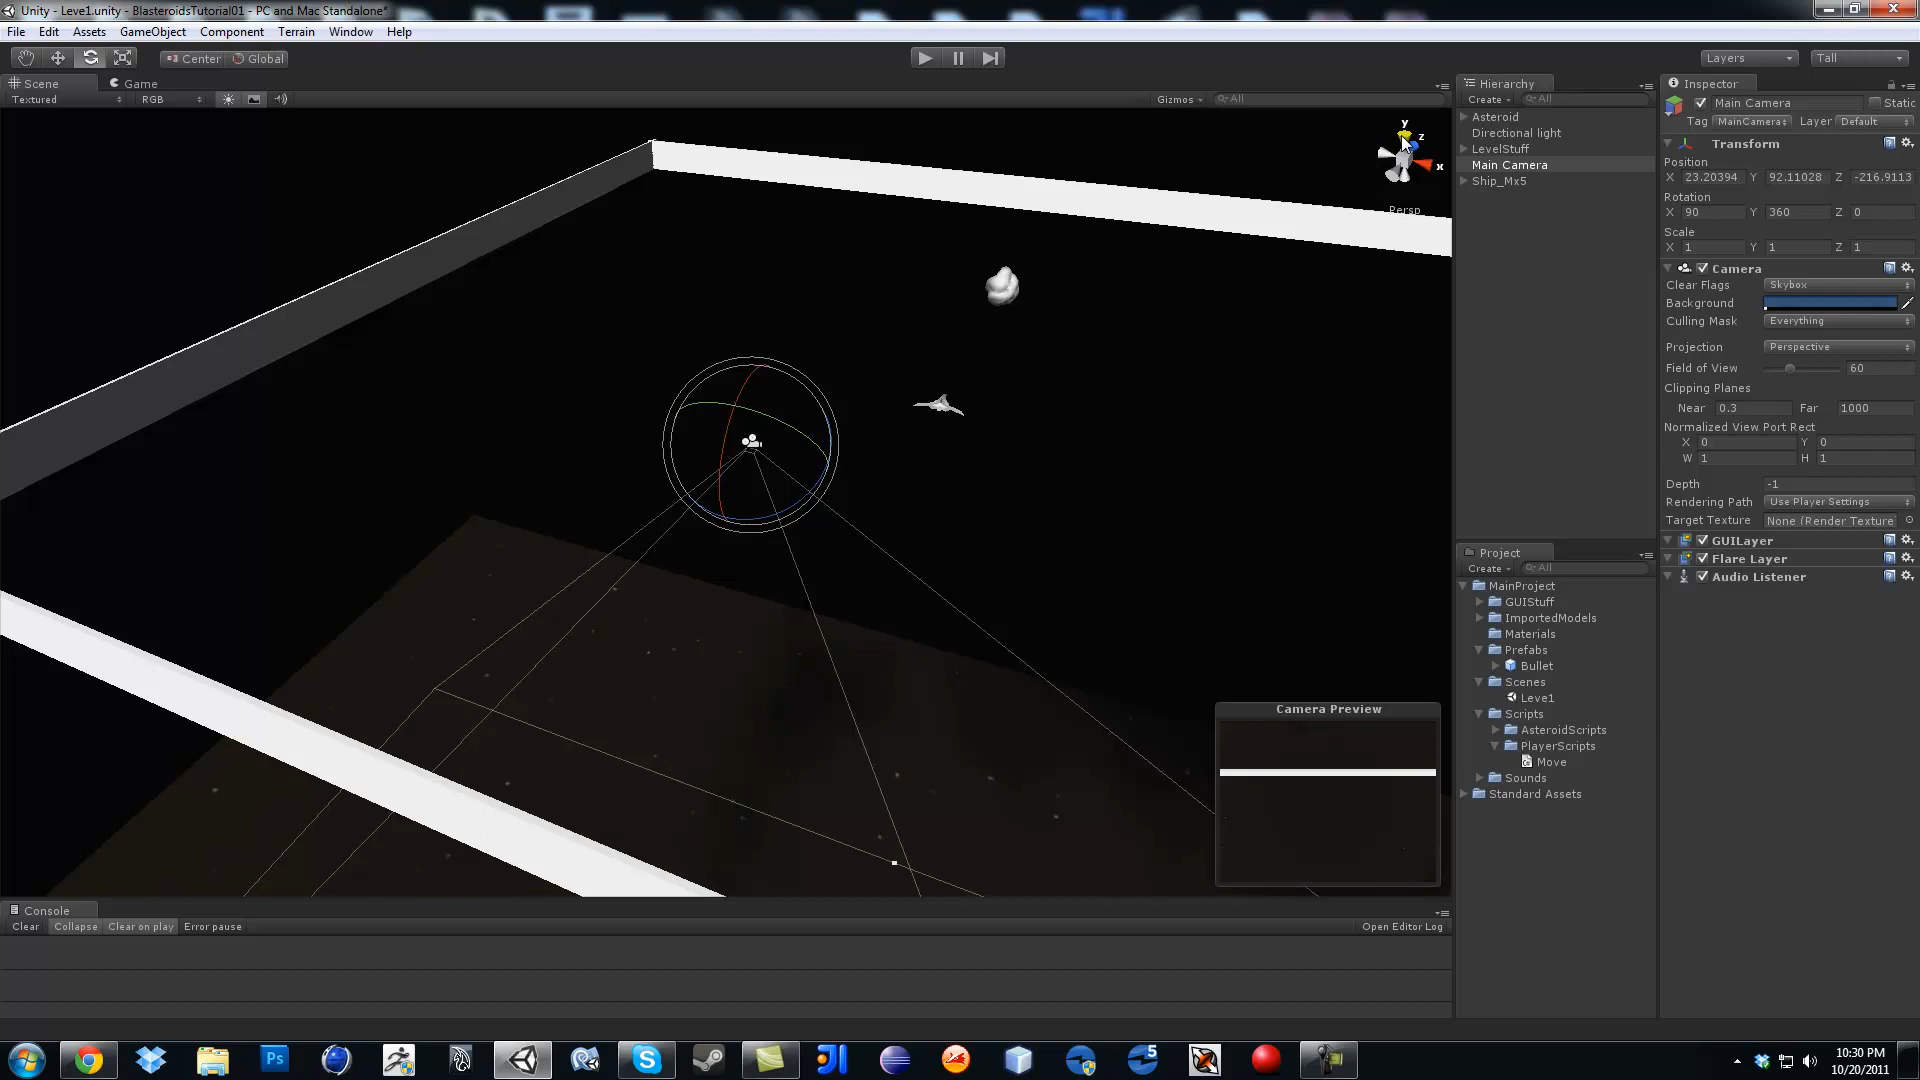 Unity - Leve1.unity - BlasteroidsTutorial01 - PC and Mac Standalone*
File Edit Assets GameObject Component Terrain Window Help
Center Global Layers Tall
Scene Game
Textured RGB Gizmos All
y
z
x
Persp
Hierarchy
Create All
Asteroid
Directional light
LevelStuff
Main Camera
Ship_Mx5
Project
Create All
MainProject
GUIStuff
ImportedModels
Materials
Prefabs
Bullet
Scenes
Leve1
Scripts
AsteroidScripts
PlayerScripts
Move
Sounds
Standard Assets
Inspector
Main Camera Static
Tag MainCamera Layer Default
Transform
Position
X 23.20394 Y 92.11028 Z -216.9113
Rotation
X 90 Y 360 Z 0
Scale
X 1 Y 1 Z 1
Camera
Clear Flags Skybox
Background
Culling Mask Everything
Projection Perspective
Field of View 60
Clipping Planes
Near 0.3 Far 1000
Normalized View Port Rect
X 0 Y 0
W 1 H 1
Depth -1
Rendering Path Use Player Settings
Target Texture None (Render Texture
GUILayer
Flare Layer
Audio Listener
Camera Preview
Console
Clear Collapse Clear on play Error pause Open Editor Log
Ps
5
10:30 PM
10/20/2011